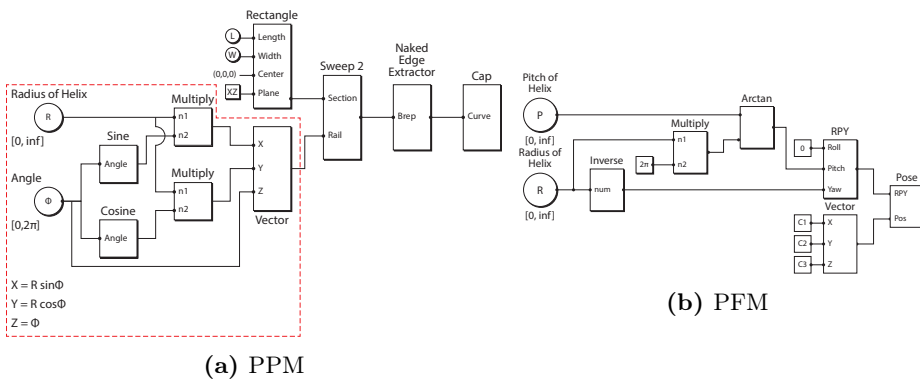 Rectangle
L
Length
W
Width
(0,0,0)
Center
XZ
Plane
Sweep 2
Section
Rail
Naked
Edge
Extractor
Brep
Cap
Curve
Radius of Helix
R
[0, inf]
Multiply
n1
n2
Sine
Angle
Angle
Φ
[0,2π]
Multiply
n1
n2
Cosine
Angle
X
Y
Z
Vector
X = R sinΦ
Y = R cosΦ
Z = Φ
(a) PPM
Pitch of
Helix
P
[0, inf]
Radius of
Helix
R
[0, inf]
Inverse
num
Multiply
n1
2π
n2
Arctan
RPY
0
Roll
Pitch
Yaw
Vector
C1
X
C2
Y
C3
Z
Pose
RPY
Pos
(b) PFM